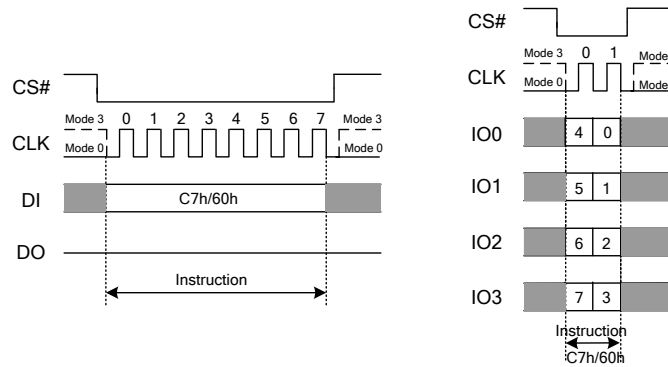 CS#
Mode 3 0 1 2 3 4 5 6 7 Mode 3
CLK
Mode 0 Mode 0
DI C7h/60h
DO
Instruction
CS#
Mode 3 0 1 Mode
CLK
Mode 0 Mode
IO0 4 0
IO1 5 1
IO2 6 2
IO3 7 3
Instruction
C7h/60h